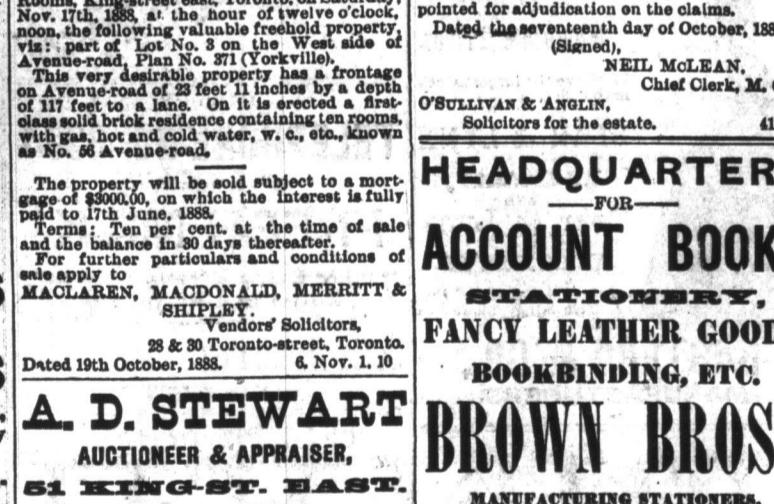 Rooms, King-street east, Toronto, on Saturday,
Nov. 17th, 1888, at the hour of twelve o'clock,
noon, the following valuable freehold property,
viz: part of Lot No. 3 on the West side of
Avenue-road, Plan No. 371 (Yorkville).
This very desirable property has a frontage
on Avenue-road of 23 feet 11 inches by a depth
of 117 feet to a lane. On it is erected a first-
class solid brick residence containing ten rooms,
with gas, hot and cold water, w. c., etc., known
as No. 56 Avenue-road.
The property will be sold subject to a mort-
gage of $3000.00, on which the interest is fully
paid to 17th June, 1888.
Terms: Ten per cent. at the time of sale
and the balance in 30 days thereafter.
For further particulars and conditions of
sale apply to
MACLAREN, MACDONALD, MERRITT &
SHIPLEY.
Vendors' Solicitors,
28 & 30 Toronto-street, Toronto.
Dated 19th October, 1888. 6. Nov. 1, 10
A. D. STEWART
AUCTIONEER & APPRAISER,
51 KING-ST. EAST.
pointed for adjudication on the claims.
Dated the seventeenth day of October, 188
(Signed),
NEIL McLEAN,
Chief Clerk, M.
O'SULLIVAN & ANGLIN,
Solicitors for the estate. 41
HEADQUARTER
FOR
ACCOUNT BOOK
STATIONERY,
FANCY LEATHER GOO
BOOKBINDING, ETC.
BROWN BROS
MANUFACTURING STATIONERS,